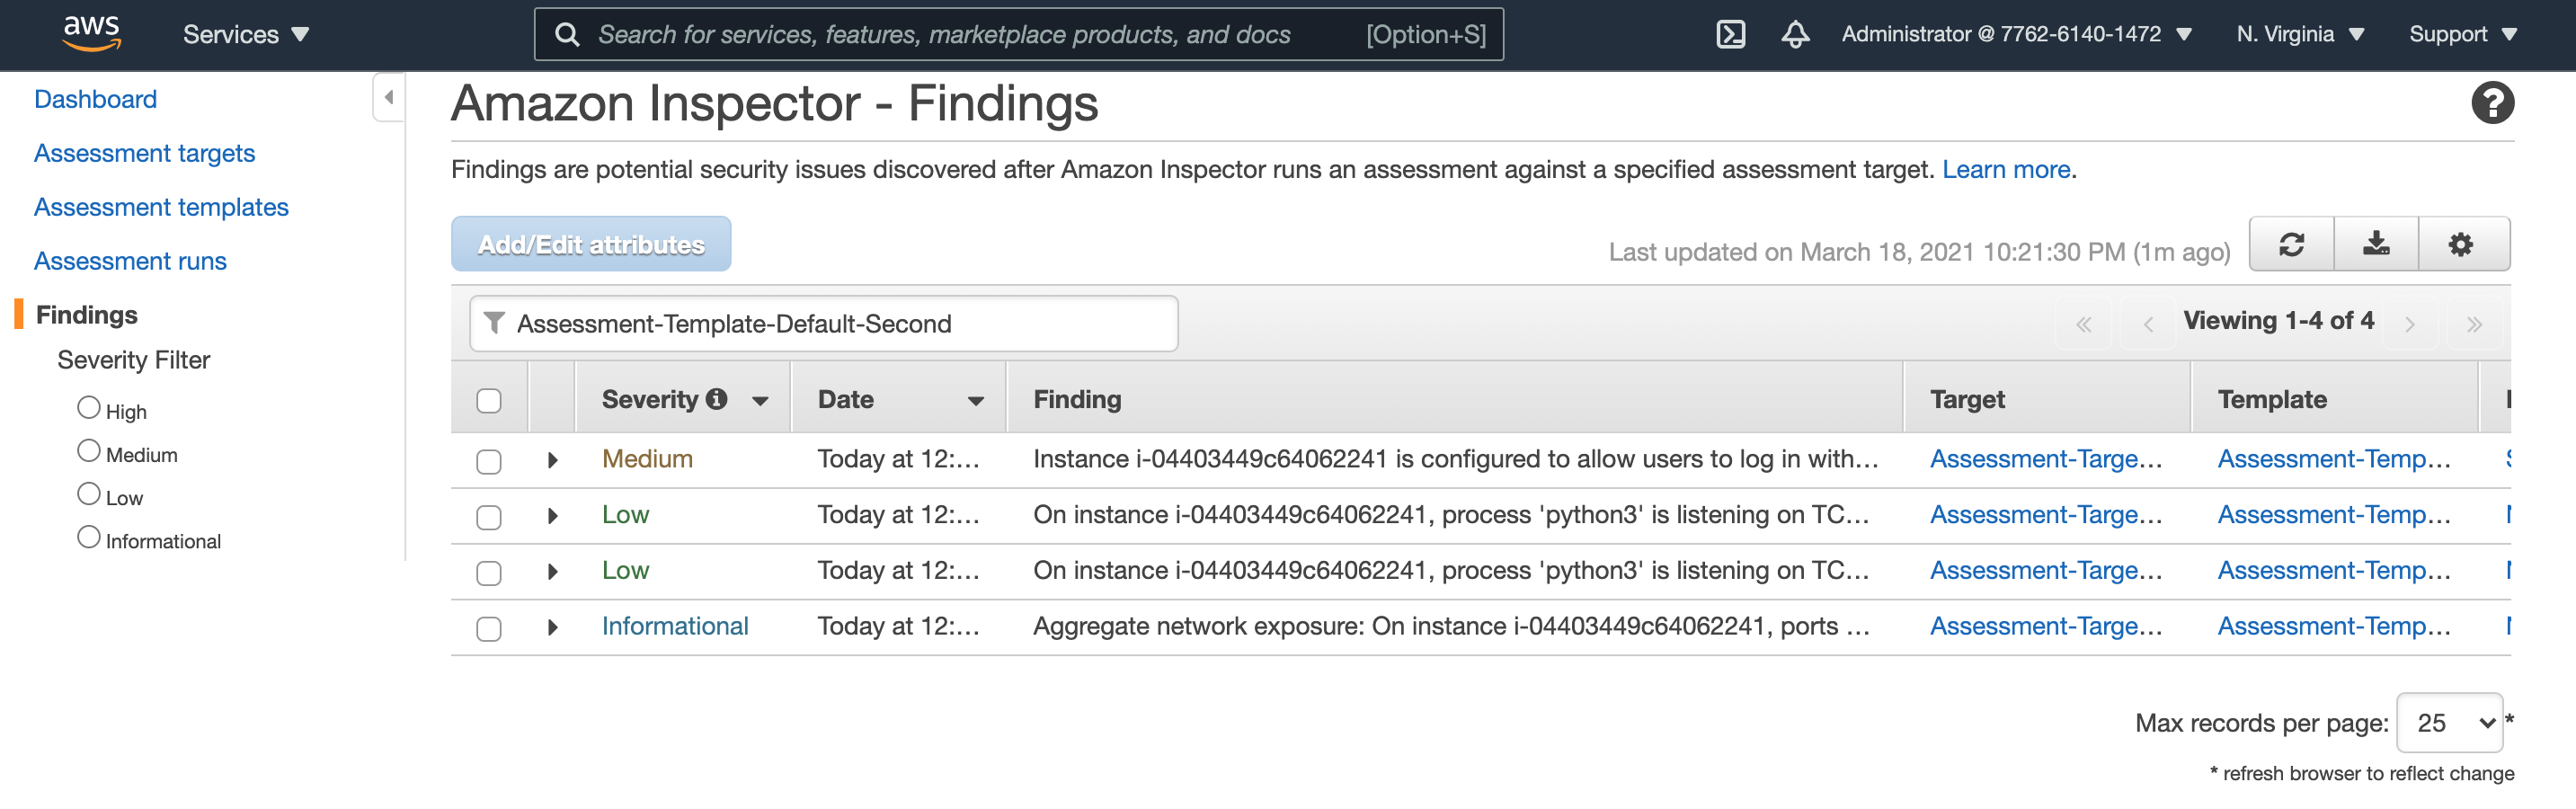 aws Services Search for services, features, marketplace products, and docs [Option+S] Administrator @ 7762-6140-1472 N. Virginia Support
Dashboard
Assessment targets
Assessment templates
Assessment runs
Findings
Severity Filter
High
Medium
Low
Informational
Amazon Inspector - Findings
Findings are potential security issues discovered after Amazon Inspector runs an assessment against a specified assessment target. Learn more.
Add/Edit attributes Last updated on March 18, 2021 10:21:30 PM (1m ago)
Assessment-Template-Default-Second Viewing 1-4 of 4
Severity Date Finding Target Template
Medium Today at 12:... Instance i-04403449c64062241 is configured to allow users to log in with... Assessment-Targe... Assessment-Temp...
Low Today at 12:... On instance i-04403449c64062241, process 'python3' is listening on TC... Assessment-Targe... Assessment-Temp...
Low Today at 12:... On instance i-04403449c64062241, process 'python3' is listening on TC... Assessment-Targe... Assessment-Temp...
Informational Today at 12:... Aggregate network exposure: On instance i-04403449c64062241, ports ... Assessment-Targe... Assessment-Temp...
Max records per page: 25 *
* refresh browser to reflect change